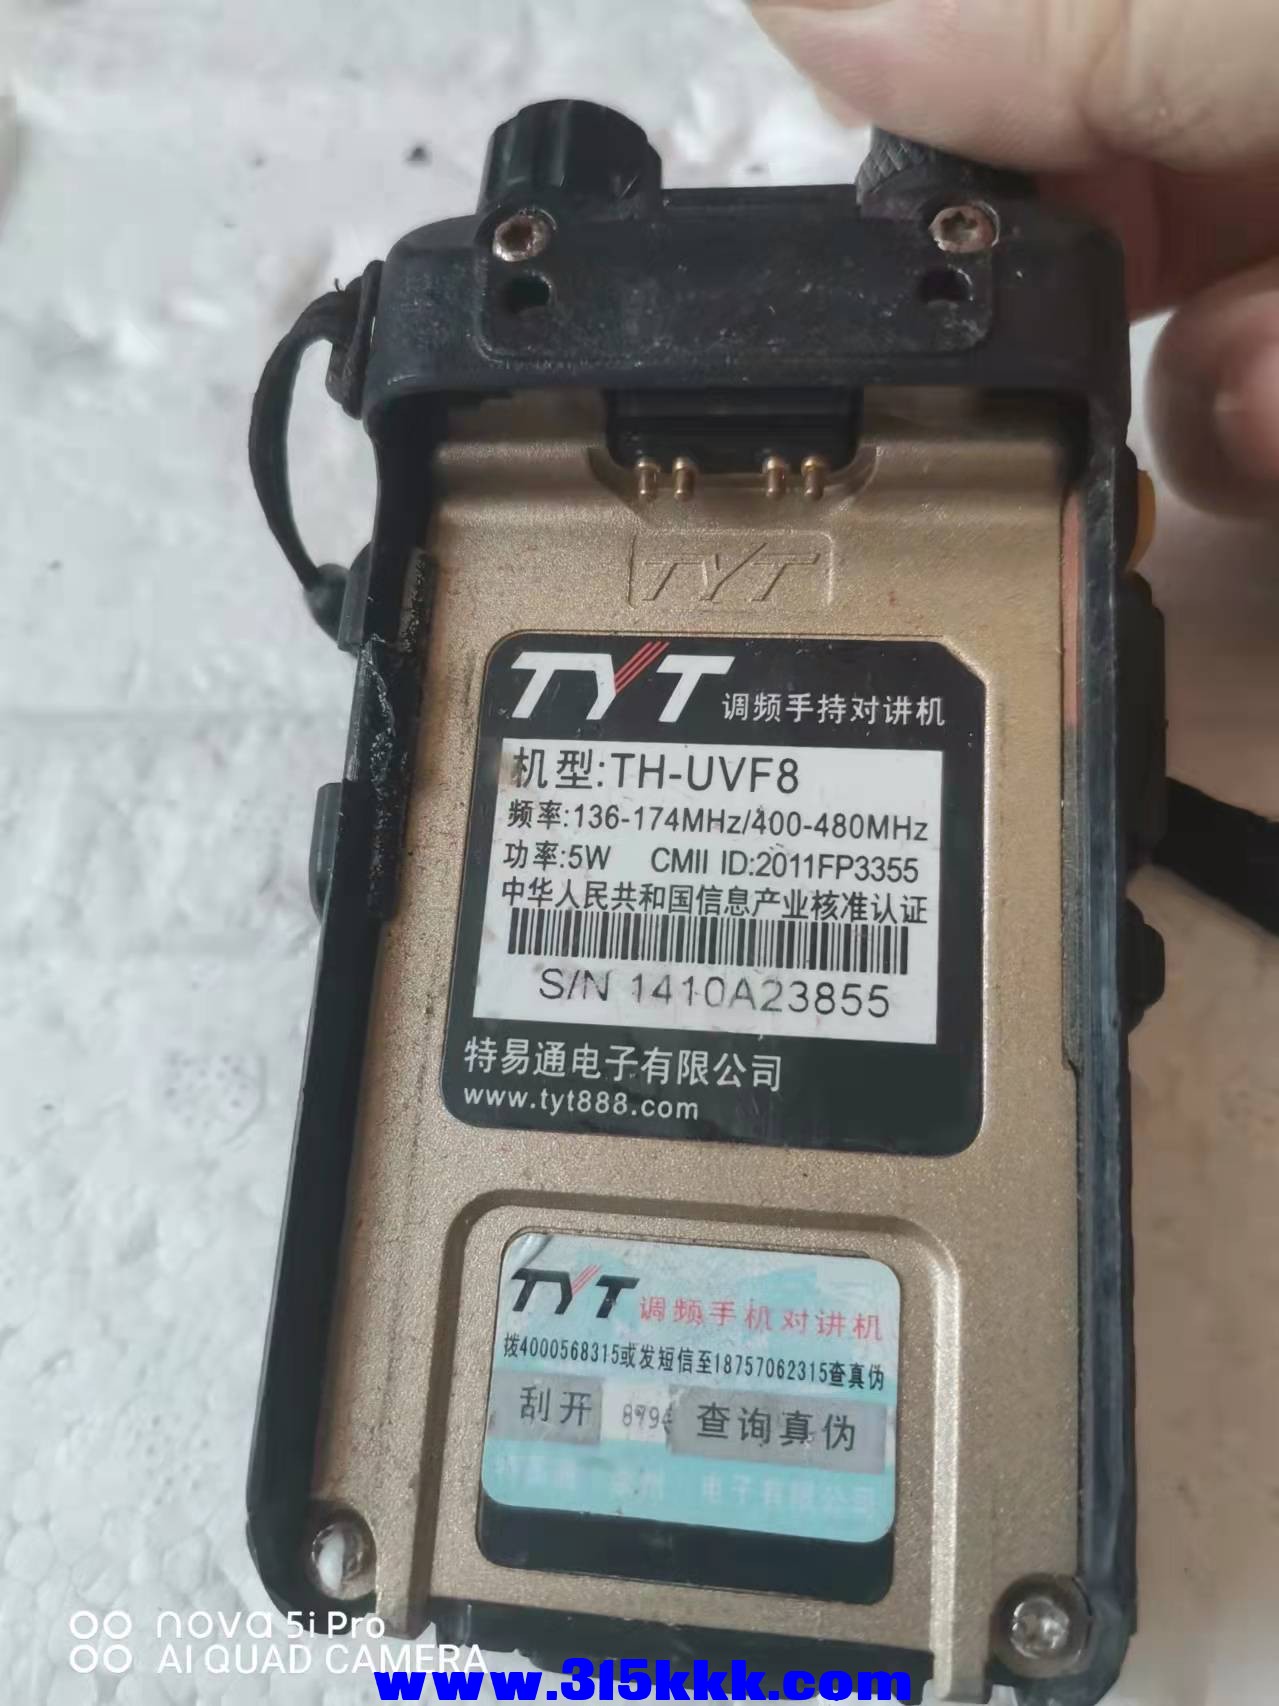 TYT
TYT 调频手持对讲机
机型:TH-UVF8
频率:136-174MHz/400-480MHz
功率:5W CMII ID:2011FP3355
中华人民共和国信息产业核准认证
S/N 1410A23855
特易通电子有限公司
www.tyt888.com
TYT 调频手机对讲机
拨4000568315或发短信至18757062315查真伪
刮开 899 查询真伪
电子有限公司
nova 5i Pro
AI QUAD CAMERA
www.315kkk.com